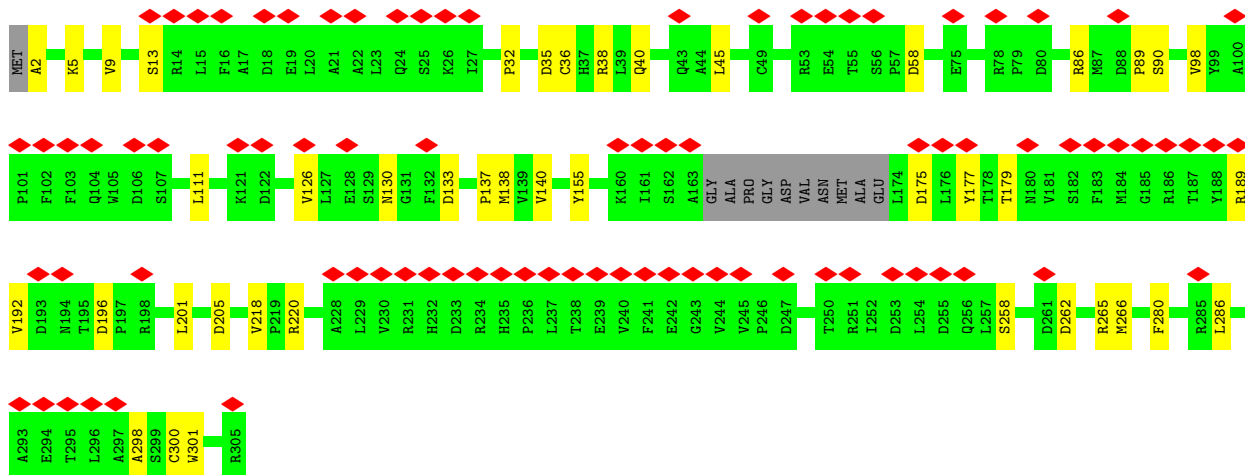 MET A2 K5 V9 S13 R14 L15 F16 A17 D18 E19 L20 A21 A22 L23 Q24 S25 K26 I27 P32 D35 C36 H37 R38 L39 Q40 Q43 A44 L45 C49 R53 E54 T55 S56 P57 D58 E75 R78 P79 D80 R86 M87 D88 P89 S90 V98 Y99 A100
P101 F102 F103 Q104 W105 D106 S107 L111 K121 D122 V126 L127 E128 S129 N130 G131 F132 D133 P137 M138 V139 V140 Y155 K160 I161 S162 A163 GLY ALA PRO GLY ASP VAL ASN MET ALA GLU L174 D175 L176 Y177 T178 T179 N180 V181 S182 F183 M184 G185 R186 T187 Y188 R189
V192 D193 N194 T195 D196 P197 R198 L201 D205 V218 P219 R220 A228 L229 V230 R231 H232 D233 R234 H235 P236 L237 T238 E239 V240 F241 E242 G243 V244 V245 P246 D247 T250 R251 I252 D253 L254 D255 Q256 L257 S258 D261 D262 R265 M266 F280 R285 L286
A293 E294 T295 L296 A297 A298 S299 C300 W301 R305